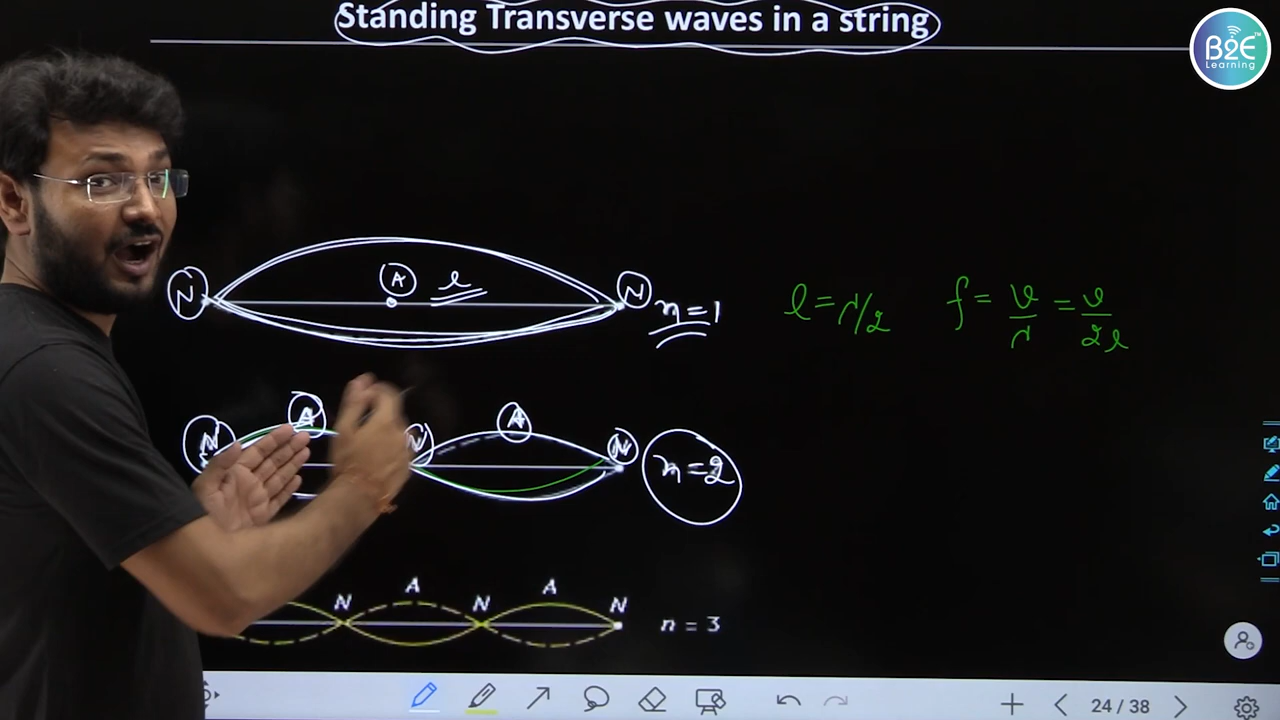 Standing Transverse waves in a string
B2E
Learning
N A l N n=1
l = λ/2 f = v/λ = v/2l
N A N A N n=2
N A N A N n = 3
24 / 38